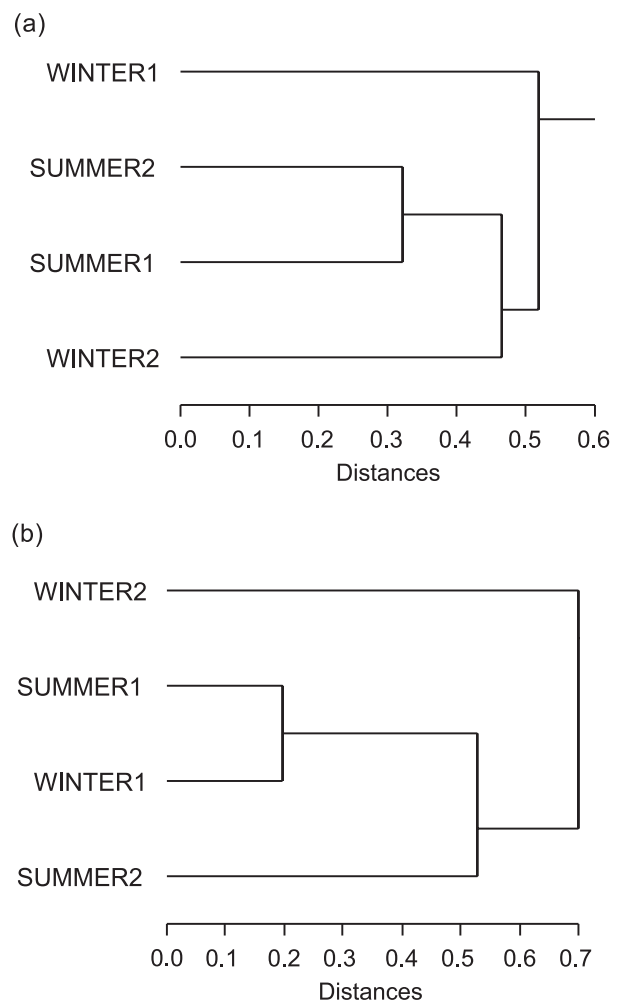 (a)
WINTER1
SUMMER2
SUMMER1
WINTER2
0.0 0.1 0.2 0.3 0.4 0.5 0.6
Distances
(b)
WINTER2
SUMMER1
WINTER1
SUMMER2
0.0 0.1 0.2 0.3 0.4 0.5 0.6 0.7
Distances